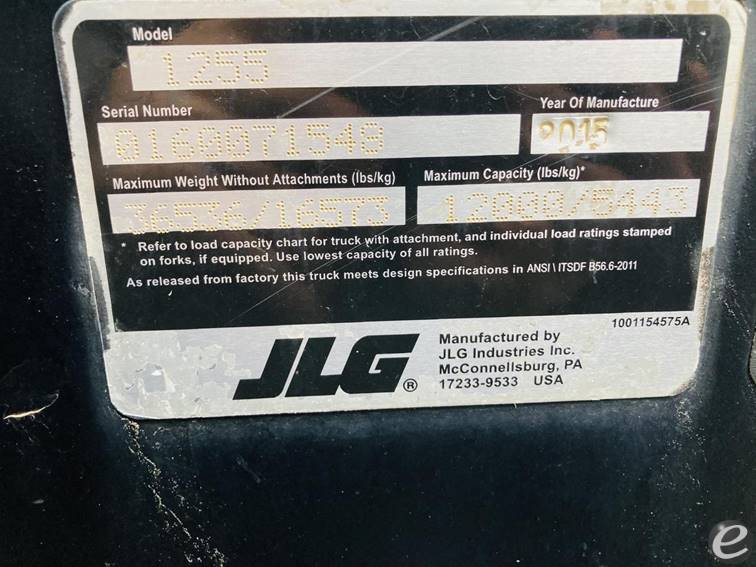 Model
1255
Serial Number
0160071548
Year Of Manufacture
2015
Maximum Weight Without Attachments (lbs/kg)
36536/16573
Maximum Capacity (lbs/kg)*
12000/5443
* Refer to load capacity chart for truck with attachment, and individual load ratings stamped
on forks, if equipped. Use lowest capacity of all ratings.
As released from factory this truck meets design specifications in ANSI \ ITSDF B56.6-2011
1001154575A
JLG®
Manufactured by
JLG Industries Inc.
McConnellsburg, PA
17233-9533 USA
e